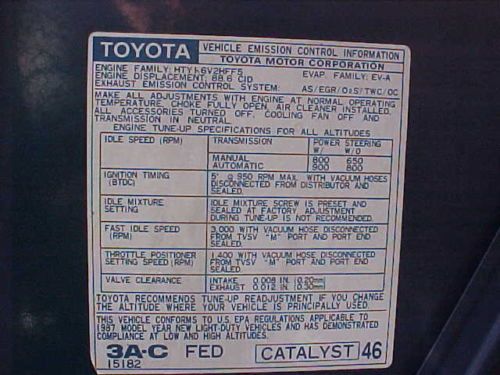 TOYOTA VEHICLE EMISSION CONTROL INFORMATION
TOYOTA MOTOR CORPORATION
ENGINE FAMILY: EVAP. FAMILY: EV-A
ENGINE DISPLACEMENT: 88.6 CID
EXHAUST EMISSION CONTROL SYSTEM: AS/EGR/O2S/TWC/OC
MAKE ALL ADJUSTMENTS WITH ENGINE AT NORMAL OPERATING
TEMPERATURE, CHOKE FULLY OPEN, AIR CLEANER INSTALLED,
ALL ACCESSORIES TURNED OFF, COOLING FAN OFF AND
TRANSMISSION IN NEUTRAL.
ENGINE TUNE-UP SPECIFICATIONS FOR ALL ALTITUDES
IDLE SPEED (RPM) TRANSMISSION POWER STEERING
W/ W/O
MANUAL 800 650
AUTOMATIC 800
IGNITION TIMING 5° @ 950 RPM MAX. WITH VACUUM HOSES
(BTDC) DISCONNECTED FROM DISTRIBUTOR AND
SEALED.
IDLE MIXTURE IDLE MIXTURE SCREW IS PRESET AND
SETTING SEALED AT FACTORY. ADJUSTMENT
DURING TUNE-UP IS NOT RECOMMENDED.
FAST IDLE SPEED 3,000 WITH VACUUM HOSE DISCONNECTED
(RPM) FROM TVSV "M" PORT AND PORT END
SEALED.
THROTTLE POSITIONER 1,400 WITH VACUUM HOSE DISCONNECTED
SETTING SPEED (RPM) FROM TVSV "M" PORT AND PORT END
SEALED.
VALVE CLEARANCE INTAKE 0.008 IN. (0.20mm)
EXHAUST 0.012 IN. (0.30mm)
TOYOTA RECOMMENDS TUNE-UP READJUSTMENT IF YOU CHANGE
THE ALTITUDE WHERE YOUR VEHICLE IS PRINCIPALLY USED.
THIS VEHICLE CONFORMS TO U.S. EPA REGULATIONS APPLICABLE TO
1987 MODEL YEAR NEW LIGHT-DUTY VEHICLES AND HAS DEMONSTRATED
COMPLIANCE AT LOW AND HIGH ALTITUDES.
3A-C FED CATALYST 46
15182